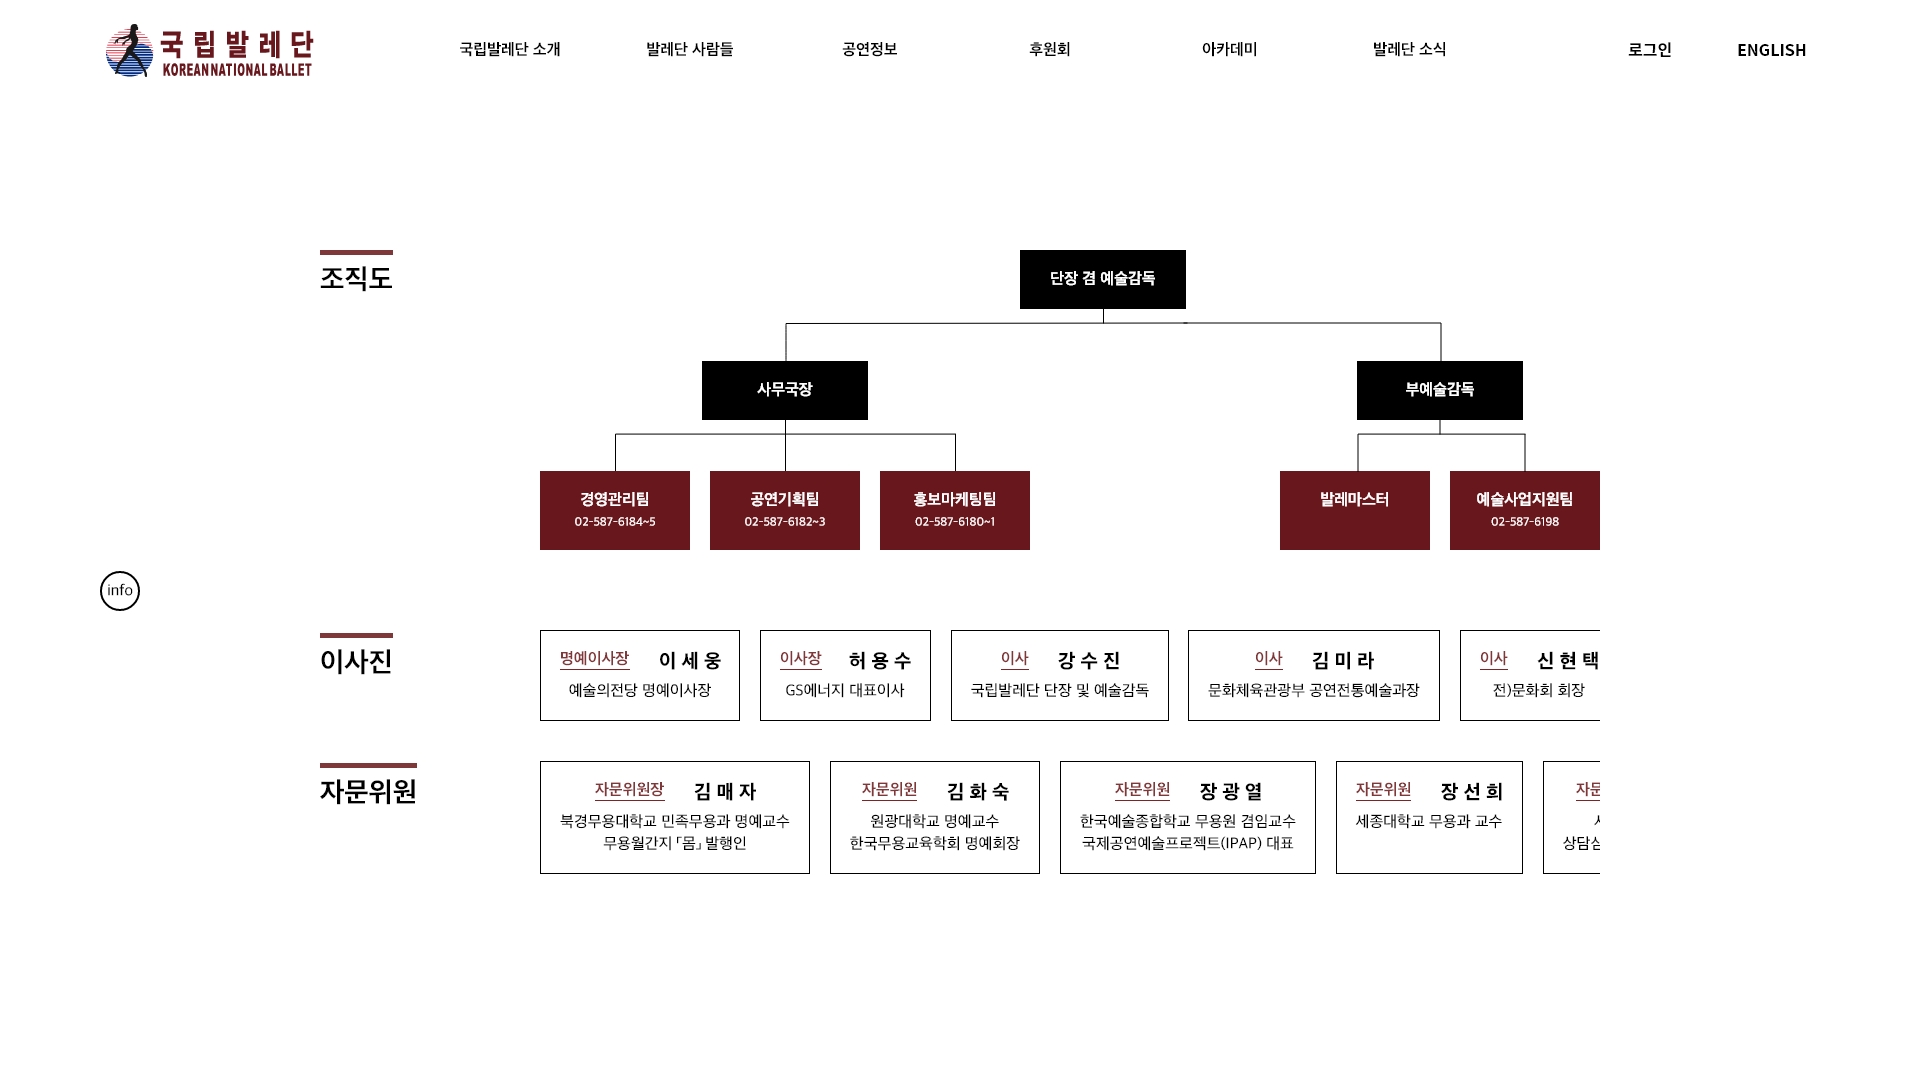 국립발레단
KOREAN NATIONAL BALLET
국립발레단 소개
발레단 사람들
공연정보
후원회
아카데미
발레단 소식
로그인
ENGLISH
조직도
단장 겸 예술감독
사무국장
부예술감독
경영관리팀
02-587-6184~5
공연기획팀
02-587-6182~3
홍보마케팅팀
02-587-6180~1
발레마스터
예술사업지원팀
02-587-6198
info
이사진
명예이사장 이 세 웅
예술의전당 명예이사장
이사장 허 용 수
GS에너지 대표이사
이사 강 수 진
국립발레단 단장 및 예술감독
이사 김 미 라
문화체육관광부 공연전통예술과장
이사 신 현 택
전)문화회 회장
자문위원
자문위원장 김 매 자
북경무용대학교 민족무용과 명예교수
무용월간지 「몸」 발행인
자문위원 김 화 숙
원광대학교 명예교수
한국무용교육학회 명예회장
자문위원 장 광 열
한국예술종합학교 무용원 겸임교수
국제공연예술프로젝트(IPAP) 대표
자문위원 장 선 희
세종대학교 무용과 교수
자문
상담